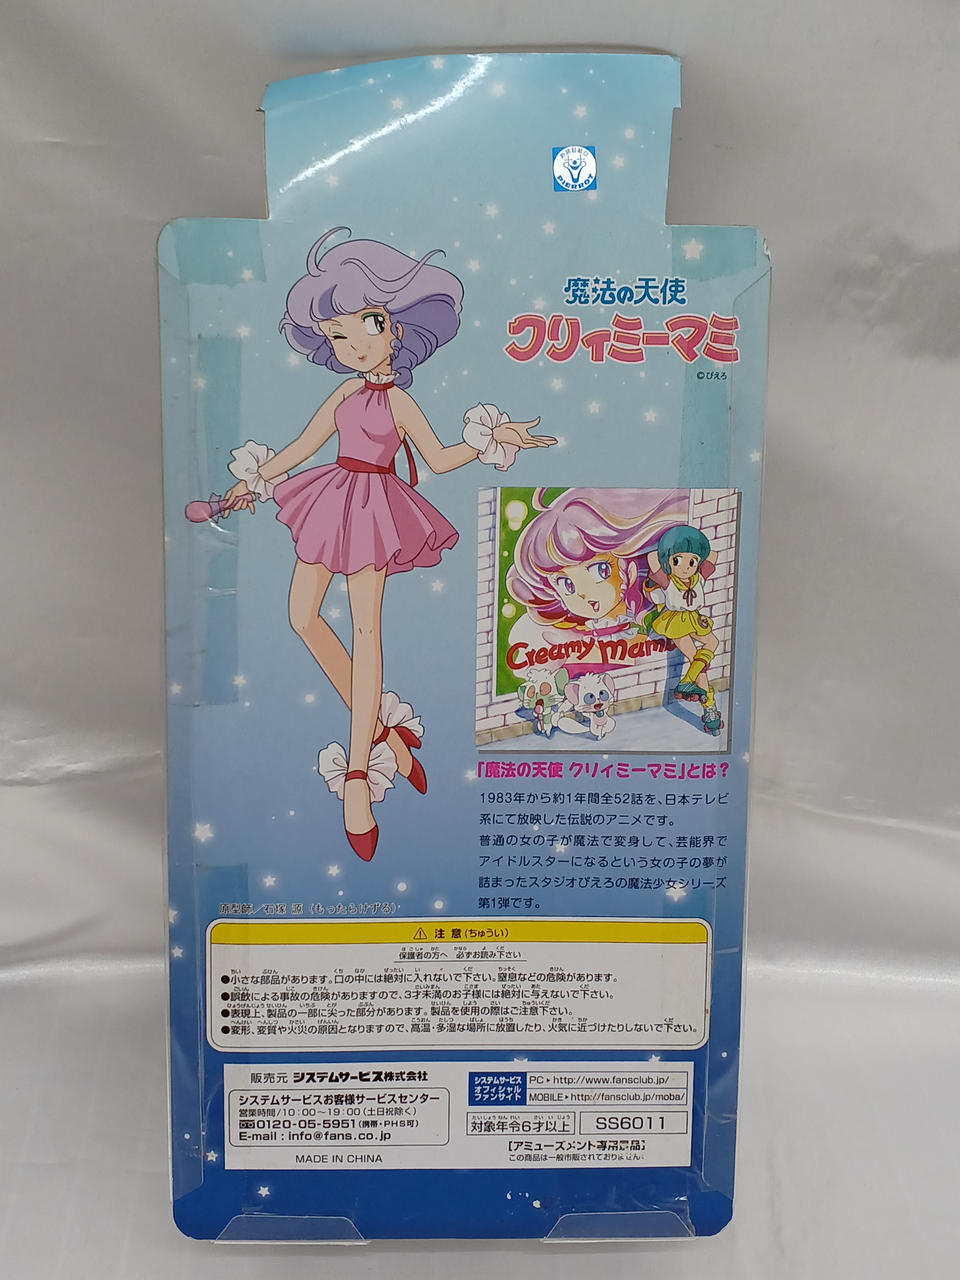 PIERROT
魔法の天使
クリィミーマミ
©ぴえろ
Creamy Mami
「魔法の天使 クリィミーマミ」とは?
1983年から約1年間全52話を、日本テレビ
系にて放映した伝説のアニメです。
普通の女の子が魔法で変身して、芸能界で
アイドルスターになるという女の子の夢が
詰まったスタジオぴえろの魔法少女シリーズ
第1弾です。
原型師/石塚 源(もったらけずる)
⚠ 注意(ちゅうい)
保護者の方へ 必ずお読み下さい
●小さな部品があります。口の中には絶対に入れないで下さい。窒息などの危険があります。
●誤飲による事故の危険がありますので、3才未満のお子様には絶対に与えないで下さい。
●表現上、製品の一部に尖った部分があります。製品を使用の際はご注意下さい。
●変形、変質や火災の原因となりますので、高温・多湿な場所に放置したり、火気に近づけたりしないで下さい。
販売元 システムサービス株式会社
システムサービスお客様サービスセンター
営業時間/10:00〜19:00(土日祝除く)
0120-05-5951(携帯・PHS可)
E-mail:info@fans.co.jp
MADE IN CHINA
システムサービス
オフィシャル
ファンサイト
PC▶http://www.fansclub.jp/
MOBILE▶http://fansclub.jp/moba/
対象年令6才以上
SS6011
【アミューズメント専用景品】
この商品は一般市販されておりません。